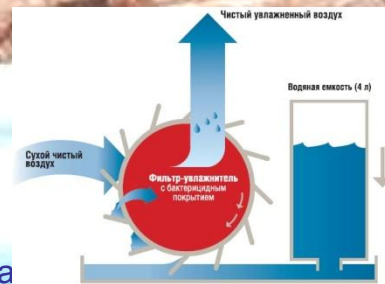 Чистый увлажненный воздух
Водяная емкость (4 л)
Сухой чистый
воздух
Фильтр-увлажнитель
с бактерицидным
покрытием
а